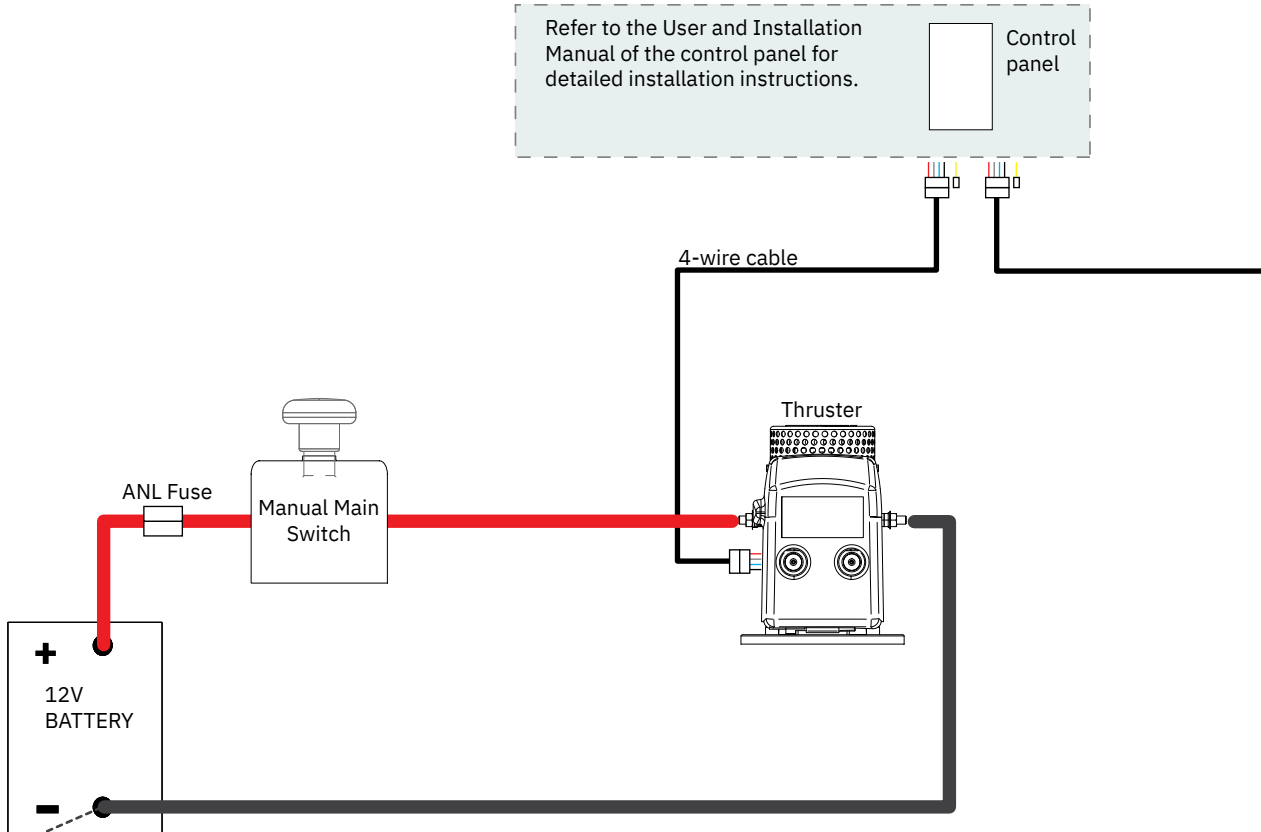 Refer to the User and Installation
Manual of the control panel for
detailed installation instructions.
Control
panel
4-wire cable
Thruster
ANL Fuse
Manual Main
Switch
+
12V
BATTERY
-